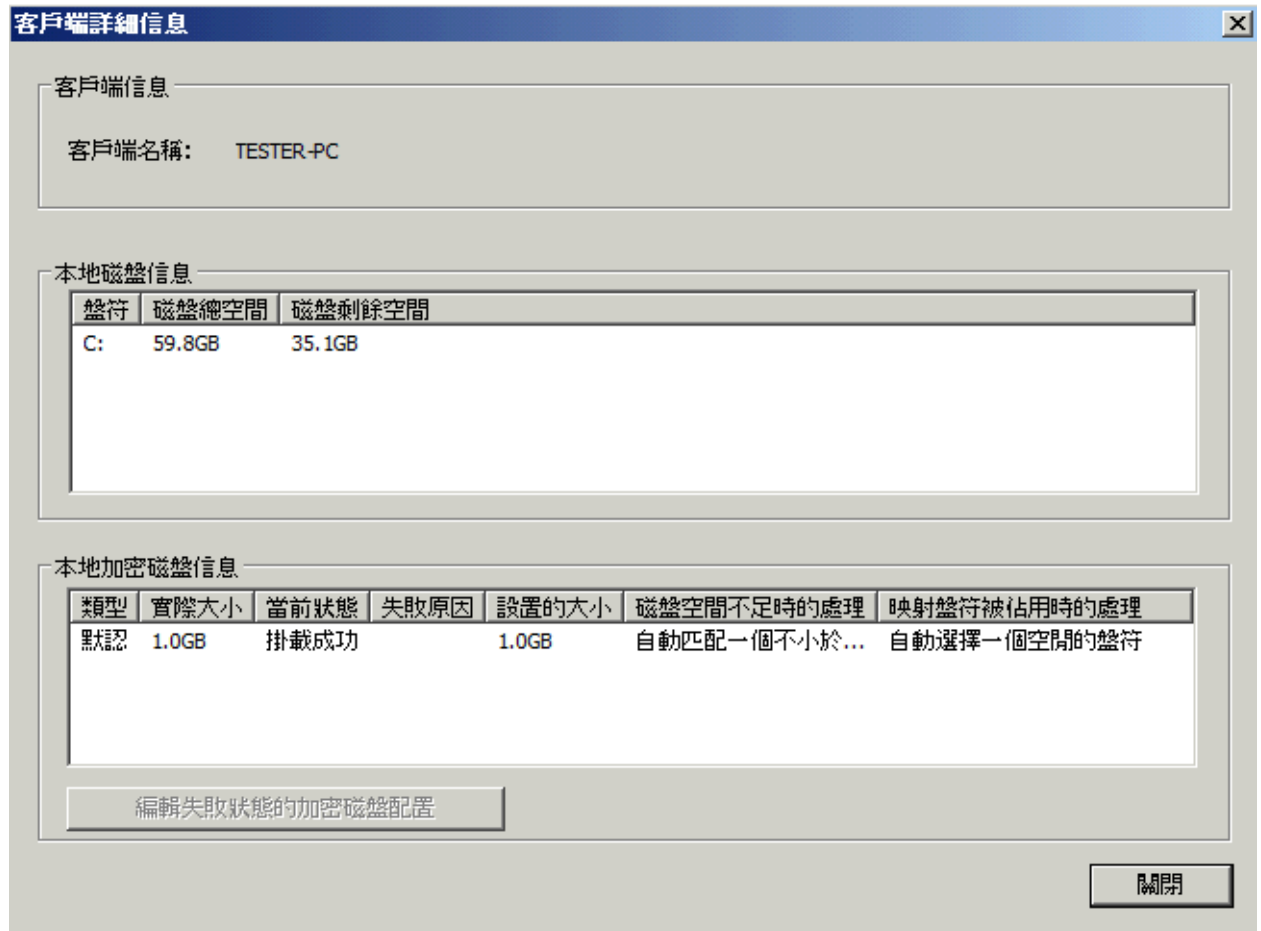 客戶端詳細信息
客戶端信息
客戶端名稱: TESTER-PC
本地磁盤信息
盤符 磁盤總空間 磁盤剩餘空間
C: 59.8GB 35.1GB
本地加密磁盤信息
類型 實際大小 當前狀態 失敗原因 設置的大小 磁盤空間不足時的處理 映射盤符被佔用時的處理
默認 1.0GB 掛載成功 1.0GB 自動匹配一個不小於... 自動選擇一個空閒的盤符
編輯失敗狀態的加密磁盤配置
關閉